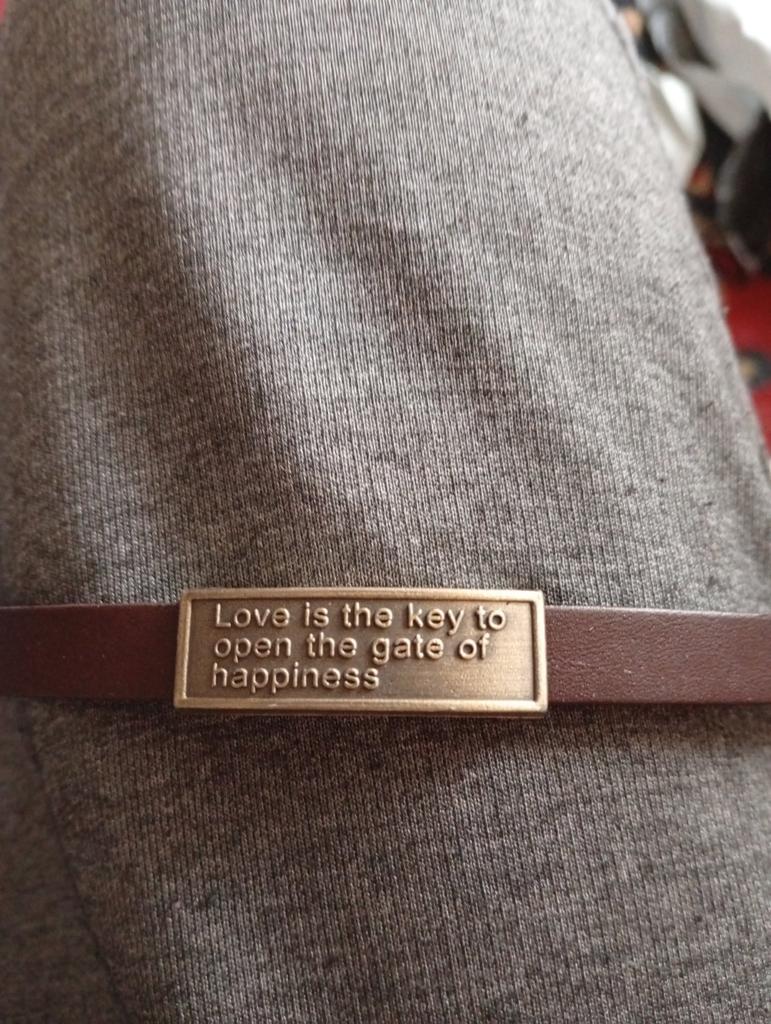 Love is the key to
open the gate of
happiness